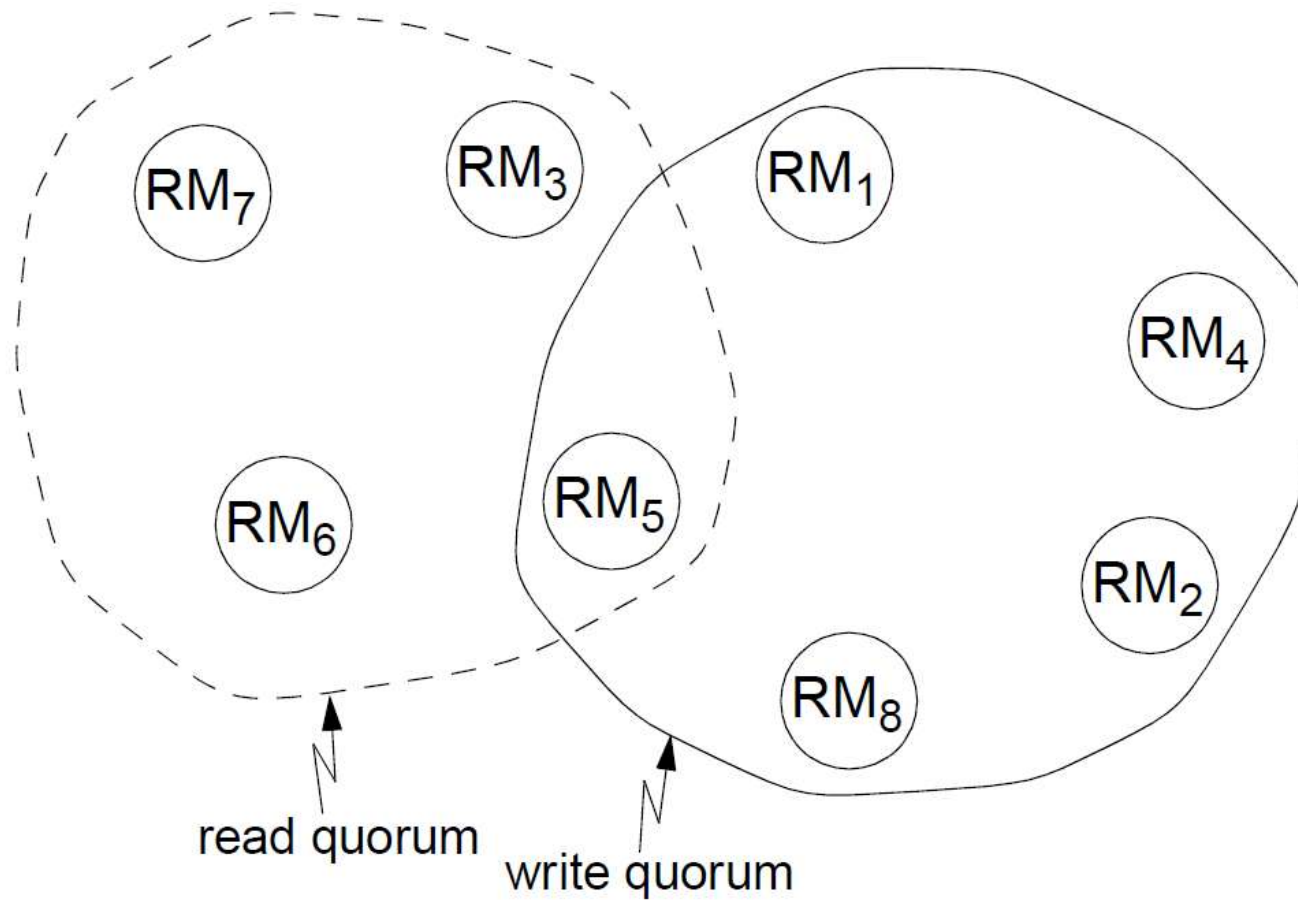 RM₇
RM₃
RM₁
RM₄
RM₆
RM₅
RM₂
RM₈
read quorum
write quorum